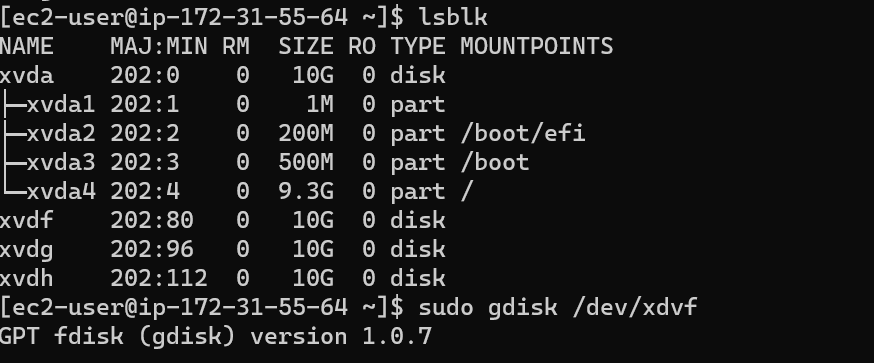 [ec2-user@ip-172-31-55-64 ~]$ lsblk
NAME    MAJ:MIN RM  SIZE RO TYPE MOUNTPOINTS
xvda    202:0    0   10G  0 disk
├─xvda1 202:1    0    1M  0 part
├─xvda2 202:2    0  200M  0 part /boot/efi
├─xvda3 202:3    0  500M  0 part /boot
└─xvda4 202:4    0  9.3G  0 part /
xvdf    202:80   0   10G  0 disk
xvdg    202:96   0   10G  0 disk
xvdh    202:112  0   10G  0 disk
[ec2-user@ip-172-31-55-64 ~]$ sudo gdisk /dev/xdvf
GPT fdisk (gdisk) version 1.0.7